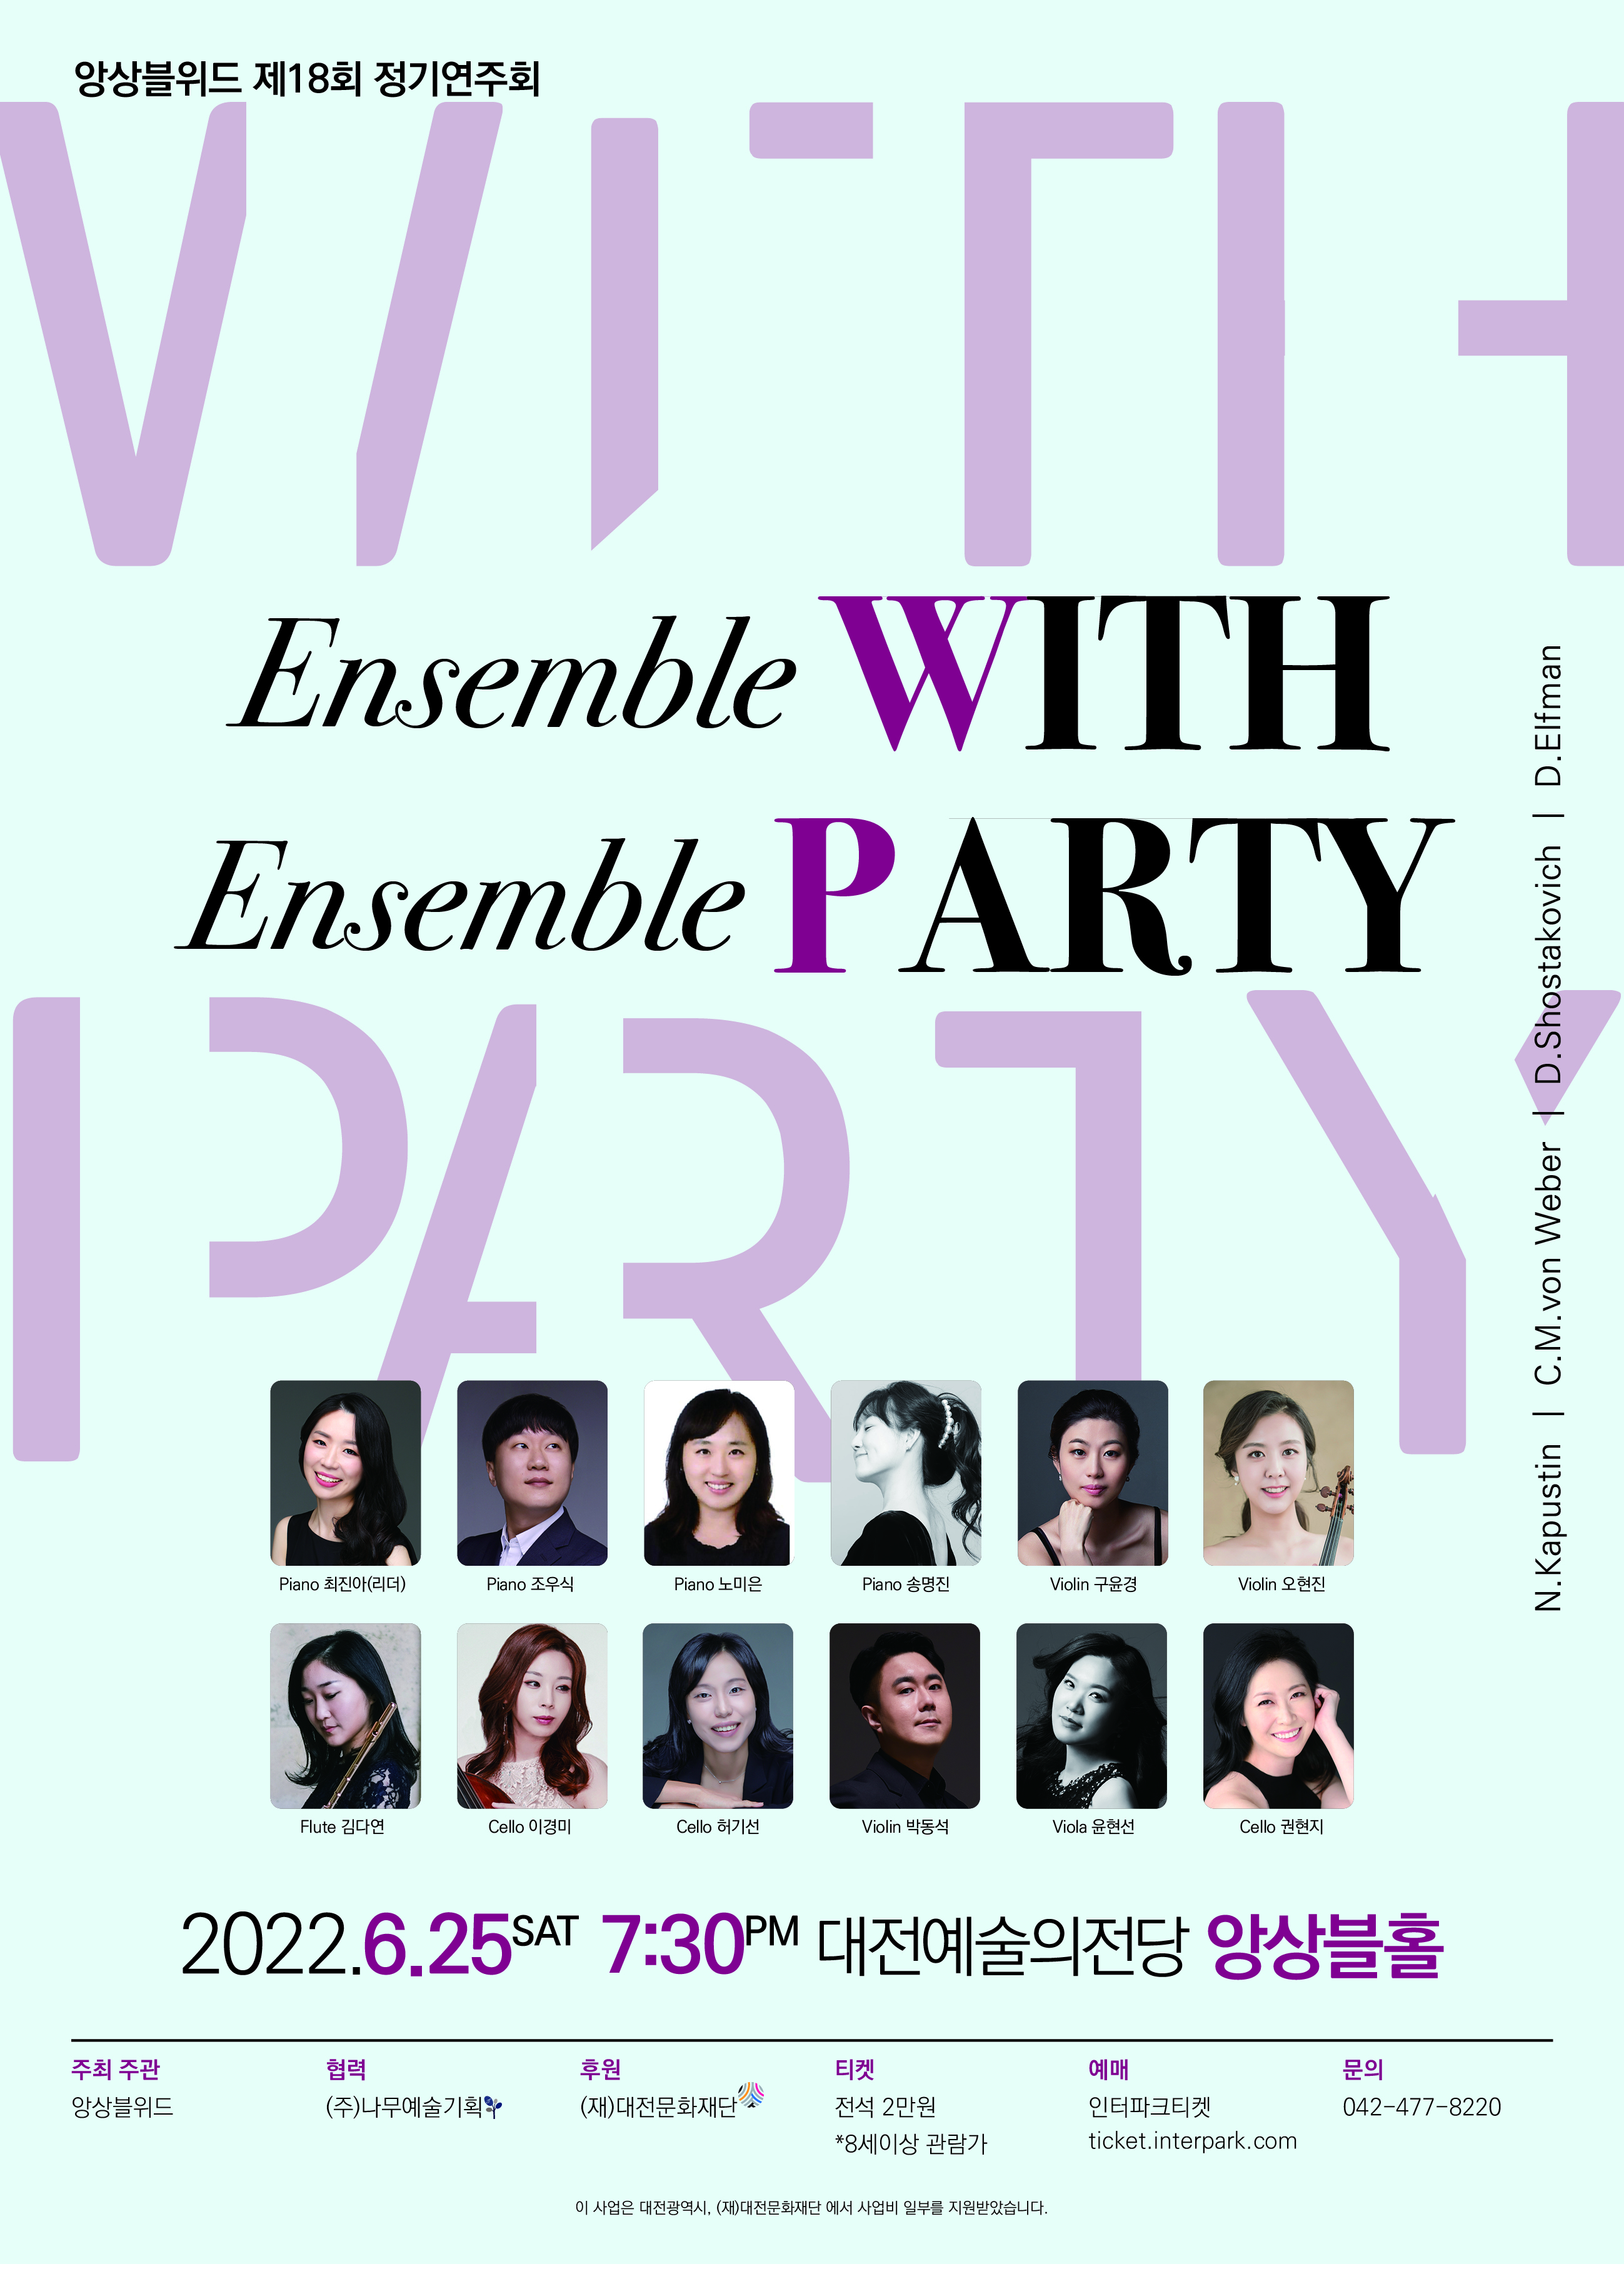 앙상블위드 제18회 정기연주회
WITH
Ensemble WITH
Ensemble PARTY
PARTY
N.Kapustin | C.M.von Weber | D.Shostakovich | D.Elfman
Piano 최진아(리더)
Piano 조우식
Piano 노미은
Piano 송명진
Violin 구윤경
Violin 오현진
Flute 김다연
Cello 이경미
Cello 허기선
Violin 박동석
Viola 윤현선
Cello 권현지
2022.6.25SAT 7:30PM 대전예술의전당 앙상블홀
주최 주관
앙상블위드
협력
(주)나무예술기획
후원
(재)대전문화재단
티켓
전석 2만원
*8세이상 관람가
예매
인터파크티켓
ticket.interpark.com
문의
042-477-8220
이 사업은 대전광역시, (재)대전문화재단 에서 사업비 일부를 지원받았습니다.